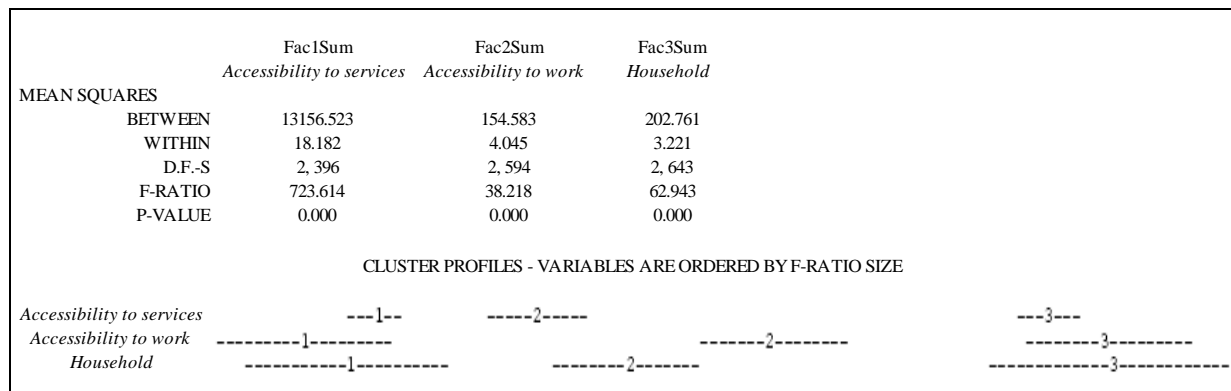 Fac1Sum Fac2Sum Fac3Sum
Accessibility to services Accessibility to work Household
MEAN SQUARES
BETWEEN 13156.523 154.583 202.761
WITHIN 18.182 4.045 3.221
D.F.-S 2, 396 2, 594 2, 643
F-RATIO 723.614 38.218 62.943
P-VALUE 0.000 0.000 0.000
CLUSTER PROFILES - VARIABLES ARE ORDERED BY F-RATIO SIZE
Accessibility to services ---1-- -----2----- ---3---
Accessibility to work ---------1--------- -------2-------- --------3---------
Household -----------1---------- --------2------- -------------3------------